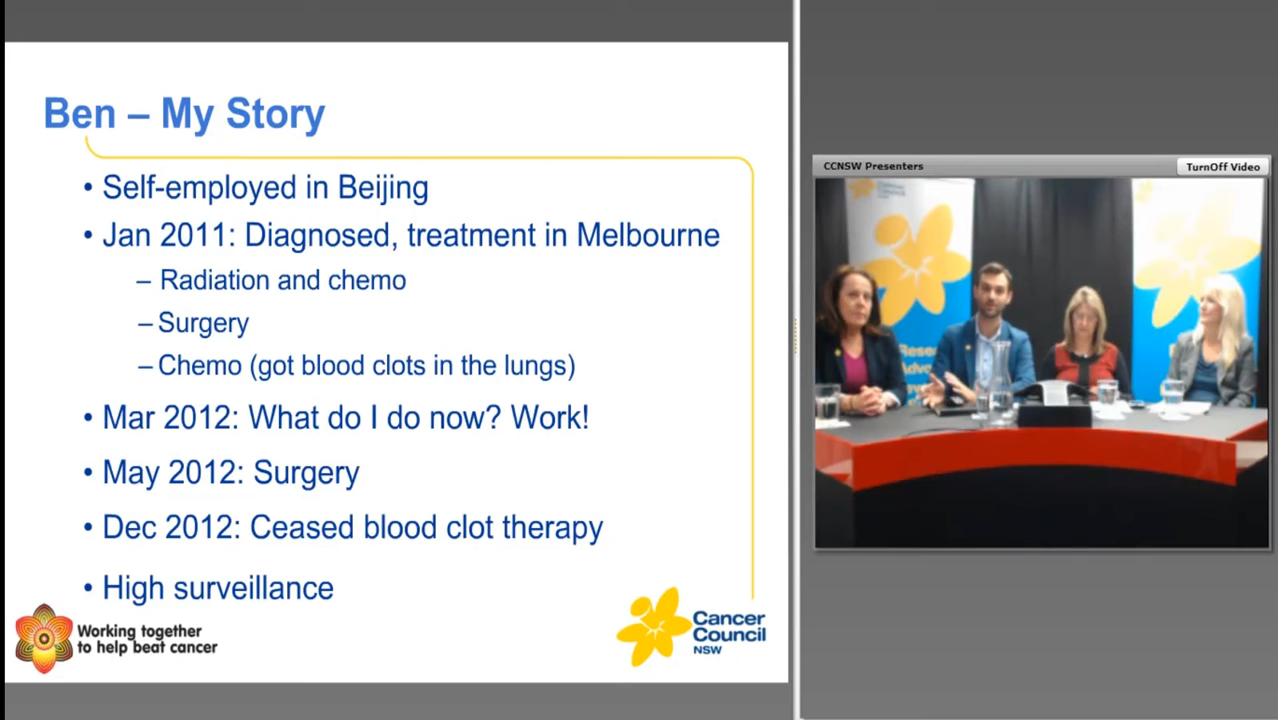 Ben – My Story
• Self-employed in Beijing
• Jan 2011: Diagnosed, treatment in Melbourne
– Radiation and chemo
– Surgery
– Chemo (got blood clots in the lungs)
• Mar 2012: What do I do now? Work!
• May 2012: Surgery
• Dec 2012: Ceased blood clot therapy
• High surveillance
Working together
to help beat cancer
Cancer
Council
NSW
CCNSW Presenters
TurnOff Video
Cancer
Council